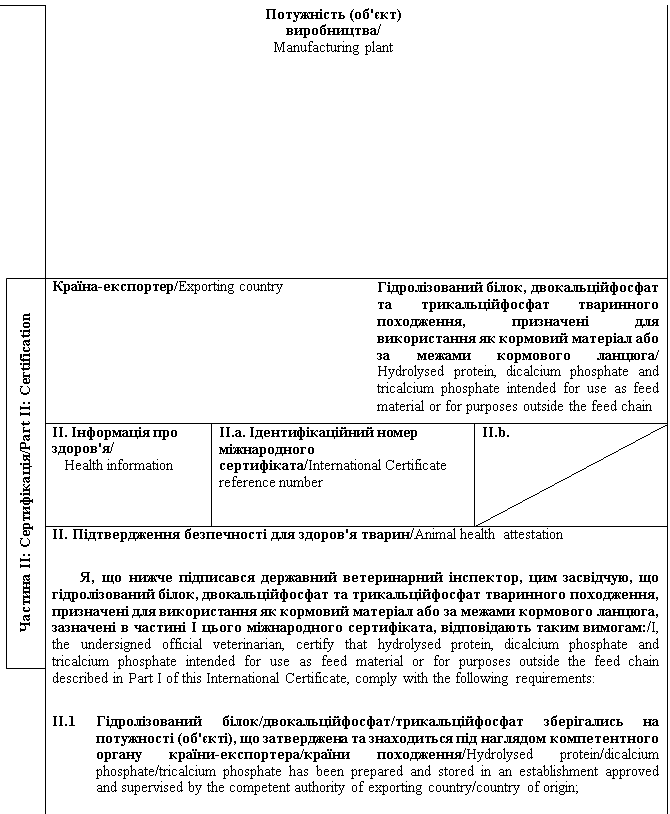 Потужність (об'єкт)
виробництва/
Manufacturing plant
Частина II: Сертифікація/Part II: Certification
Країна-експортер/Exporting country
Гідролізований білок, двокальційфосфат
та трикальційфосфат тваринного
походження, призначені для
використання як кормовий матеріал або
за межами кормового ланцюга/
Hydrolysed protein, dicalcium phosphate and
tricalcium phosphate intended for use as feed
material or for purposes outside the feed chain
II. Інформація про
здоров'я/
Health information
II.a. Ідентифікаційний номер
міжнародного
сертифіката/International Certificate
reference number
II.b.
II. Підтвердження безпечності для здоров'я тварин/Animal health attestation
Я, що нижче підписався державний ветеринарний інспектор, цим засвідчую, що
гідролізований білок, двокальційфосфат та трикальційфосфат тваринного походження,
призначені для використання як кормовий матеріал або за межами кормового ланцюга,
зазначені в частині I цього міжнародного сертифіката, відповідають таким вимогам:/I,
the undersigned official veterinarian, certify that hydrolysed protein, dicalcium phosphate and
tricalcium phosphate intended for use as feed material or for purposes outside the feed chain
described in Part I of this International Certificate, comply with the following requirements:
II.1 Гідролізований білок/двокальційфосфат/трикальційфосфат зберігались на
потужності (об'єкті), що затверджена та знаходиться під наглядом компетентного
органу країни-експортера/країни походження/Hydrolysed protein/dicalcium
phosphate/tricalcium phosphate has been prepared and stored in an establishment approved
and supervised by the competent authority of exporting country/country of origin;